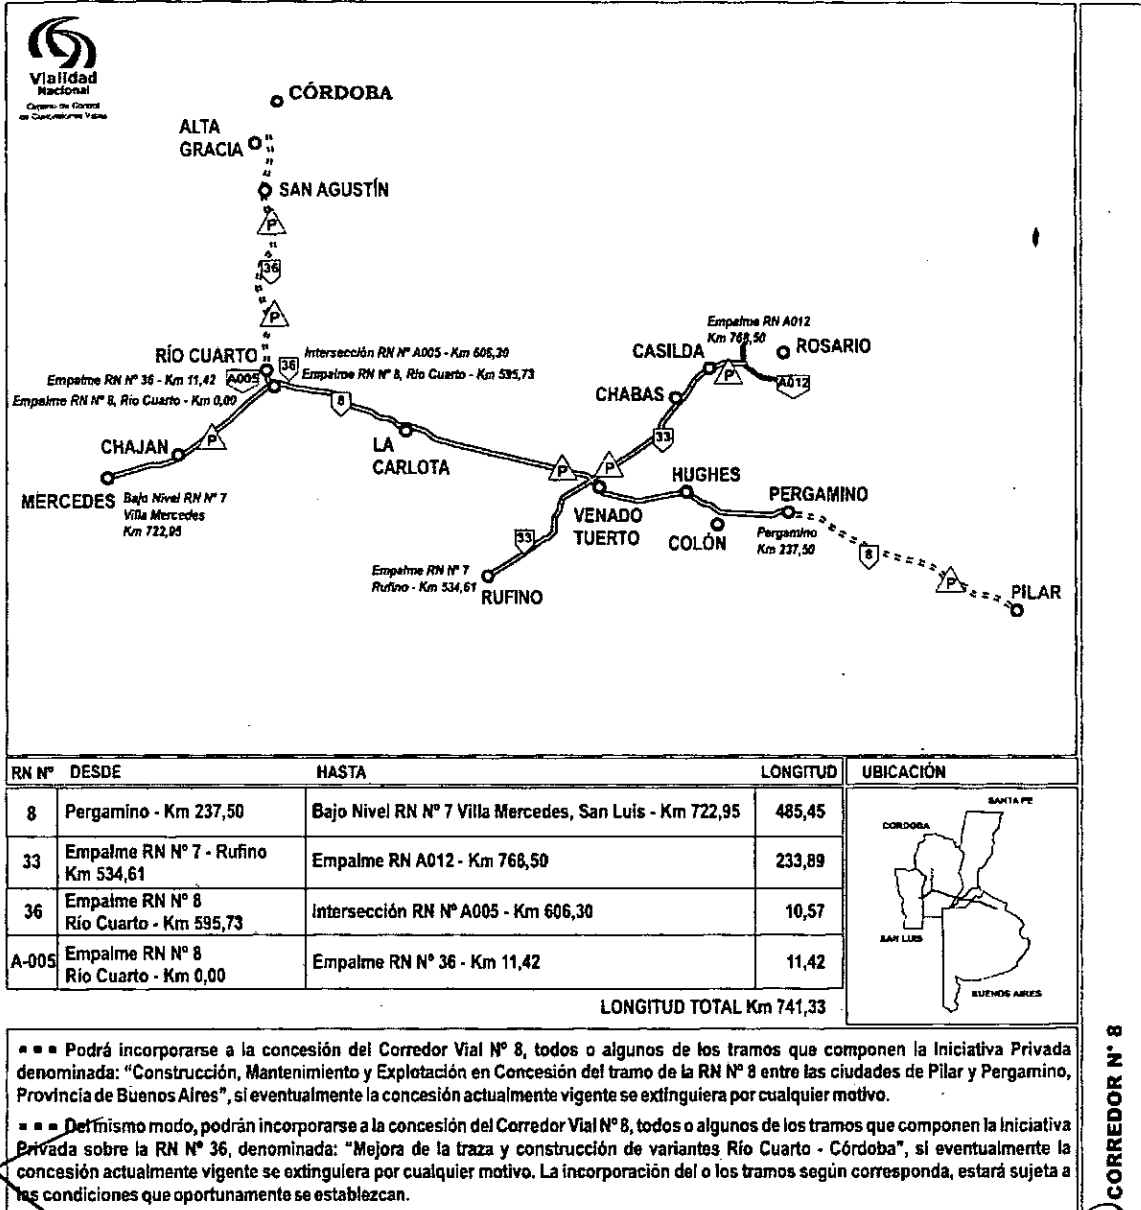 Vialidad
Nacional
CÓRDOBA
ALTA
GRACIA
SAN AGUSTÍN
P
36
P
RÍO CUARTO
36
Intersección RN Nº A005 - Km 606,30
Empalme RN Nº 36 - Km 11,42
A005
Empalme RN Nº 8, Río Cuarto - Km 595,73
Empalme RN Nº 8, Río Cuarto - Km 0,00
8
Empalme RN A012
Km 768,50
ROSARIO
CASILDA
P
A012
CHABAS
33
CHAJAN
P
LA
CARLOTA
P
P
MERCEDES
Bajo Nivel RN Nº 7
Villa Mercedes
Km 722,95
HUGHES
PERGAMINO
VENADO
TUERTO
COLÓN
Pergamino
Km 237,50
33
8
Empalme RN Nº 7
Rufino - Km 534,61
RUFINO
P
PILAR
RN Nº DESDE HASTA LONGITUD UBICACIÓN
8 Pergamino - Km 237,50 Bajo Nivel RN Nº 7 Villa Mercedes, San Luis - Km 722,95 485,45
33 Empalme RN Nº 7 - Rufino
Km 534,61 Empalme RN A012 - Km 768,50 233,89
36 Empalme RN Nº 8
Río Cuarto - Km 595,73 Intersección RN Nº A005 - Km 606,30 10,57
A-005 Empalme RN Nº 8
Río Cuarto - Km 0,00 Empalme RN Nº 36 - Km 11,42 11,42
LONGITUD TOTAL Km 741,33
SANTA FE
CORDOBA
SAN LUIS
BUENOS AIRES
Podrá incorporarse a la concesión del Corredor Vial Nº 8, todos o algunos de los tramos que componen la Iniciativa Privada
denominada: "Construcción, Mantenimiento y Explotación en Concesión del tramo de la RN Nº 8 entre las ciudades de Pilar y Pergamino,
Provincia de Buenos Aires", si eventualmente la concesión actualmente vigente se extinguiera por cualquier motivo.
Del mismo modo, podrán incorporarse a la concesión del Corredor Vial Nº 8, todos o algunos de los tramos que componen la Iniciativa
Privada sobre la RN Nº 36, denominada: "Mejora de la traza y construcción de variantes Río Cuarto - Córdoba", si eventualmente la
concesión actualmente vigente se extinguiera por cualquier motivo. La incorporación del o los tramos según corresponda, estará sujeta a
las condiciones que oportunamente se establezcan.
CORREDOR Nº 8